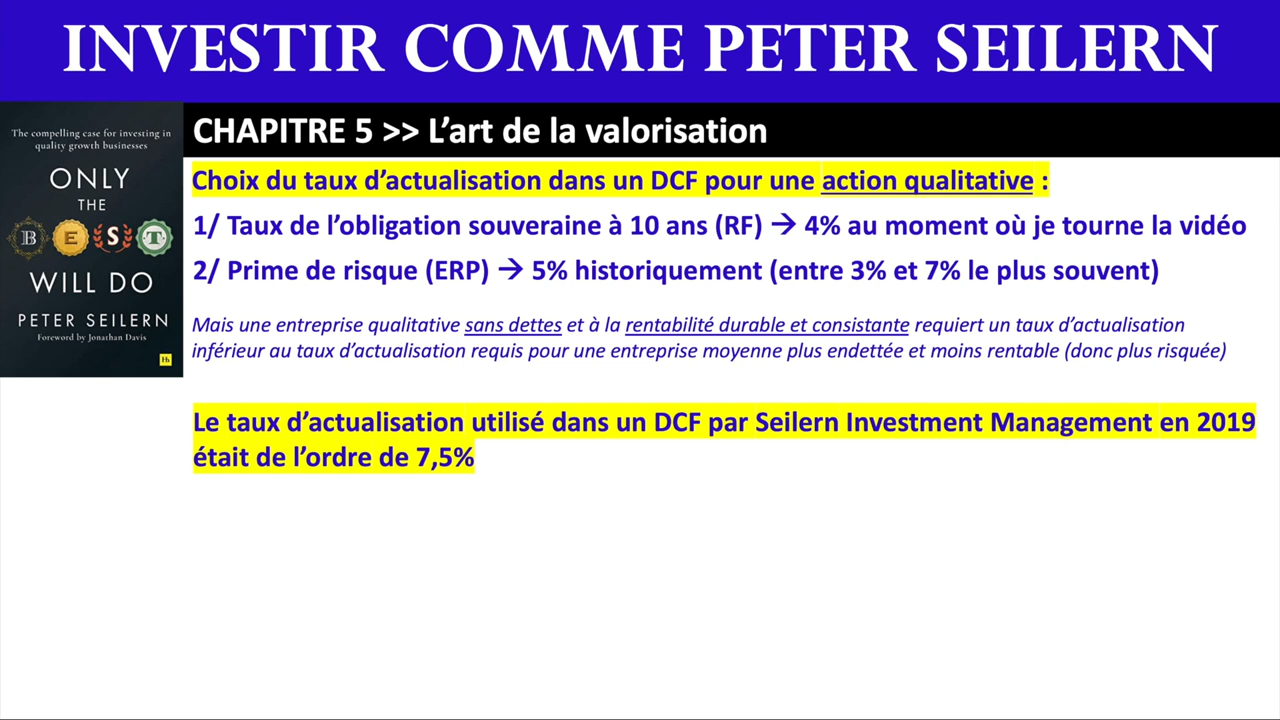 INVESTIR COMME PETER SEILERN
The compelling case for investing in
quality growth businesses
ONLY
THE
BEST
WILL DO
PETER SEILERN
Foreword by Jonathan Davis
Hh
CHAPITRE 5 >> L’art de la valorisation
Choix du taux d’actualisation dans un DCF pour une action qualitative :
1/ Taux de l’obligation souveraine à 10 ans (RF) → 4% au moment où je tourne la vidéo
2/ Prime de risque (ERP) → 5% historiquement (entre 3% et 7% le plus souvent)
Mais une entreprise qualitative sans dettes et à la rentabilité durable et consistante requiert un taux d’actualisation
inférieur au taux d’actualisation requis pour une entreprise moyenne plus endettée et moins rentable (donc plus risquée)
Le taux d’actualisation utilisé dans un DCF par Seilern Investment Management en 2019
était de l’ordre de 7,5%